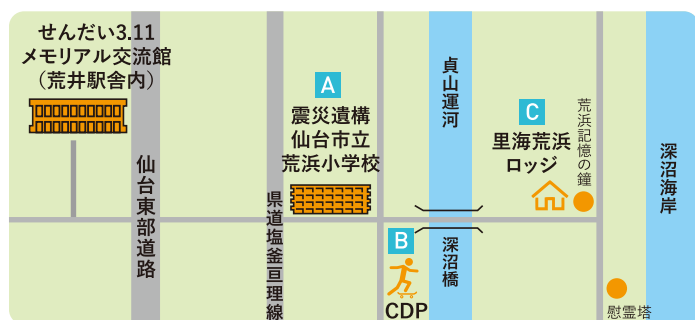 せんだい3.11
メモリアル交流館
（荒井駅舎内）
仙台東部道路
県道塩釜亘理線
A
震災遺構
仙台市立
荒浜小学校
B
CDP
貞山運河
深沼橋
C
里海荒浜
ロッジ
荒浜記憶の鐘
慰霊塔
深沼海岸